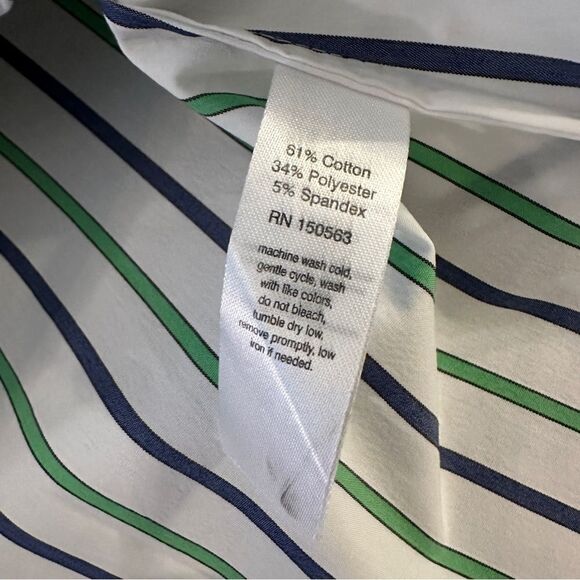 61% Cotton
34% Polyester
5% Spandex
RN 150563
machine wash cold,
gentle cycle, wash
with like colors,
do not bleach,
tumble dry low,
remove promptly, low
iron if needed.